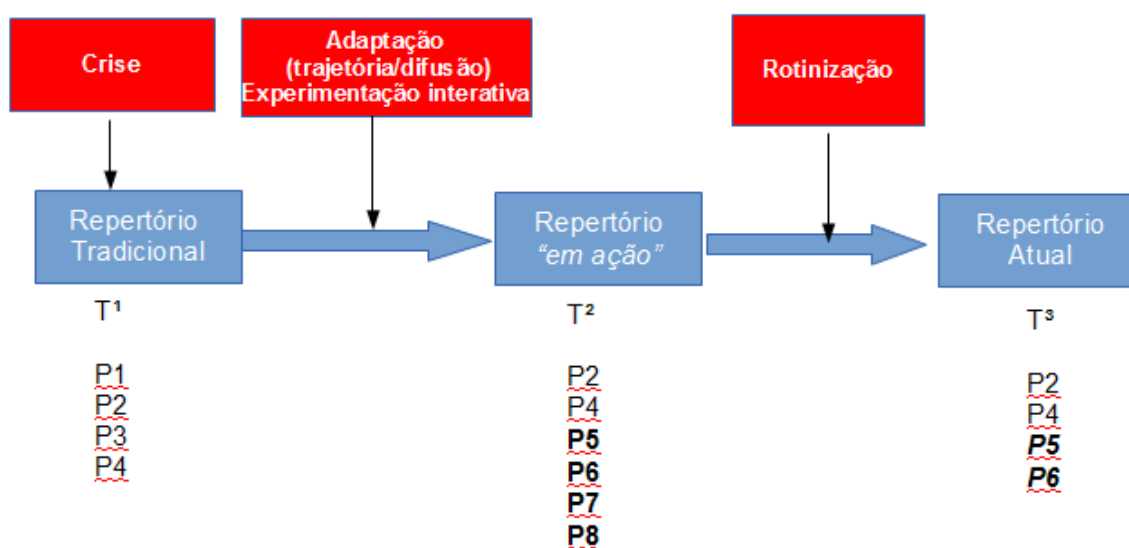 Crise
Adaptação
(trajetória/difusão)
Experimentação interativa
Rotinização
Repertório
Tradicional
Repertório
“em ação”
Repertório
Atual
T¹
P1
P2
P3
P4
T²
P2
P4
P5
P6
P7
P8
T³
P2
P4
P5
P6